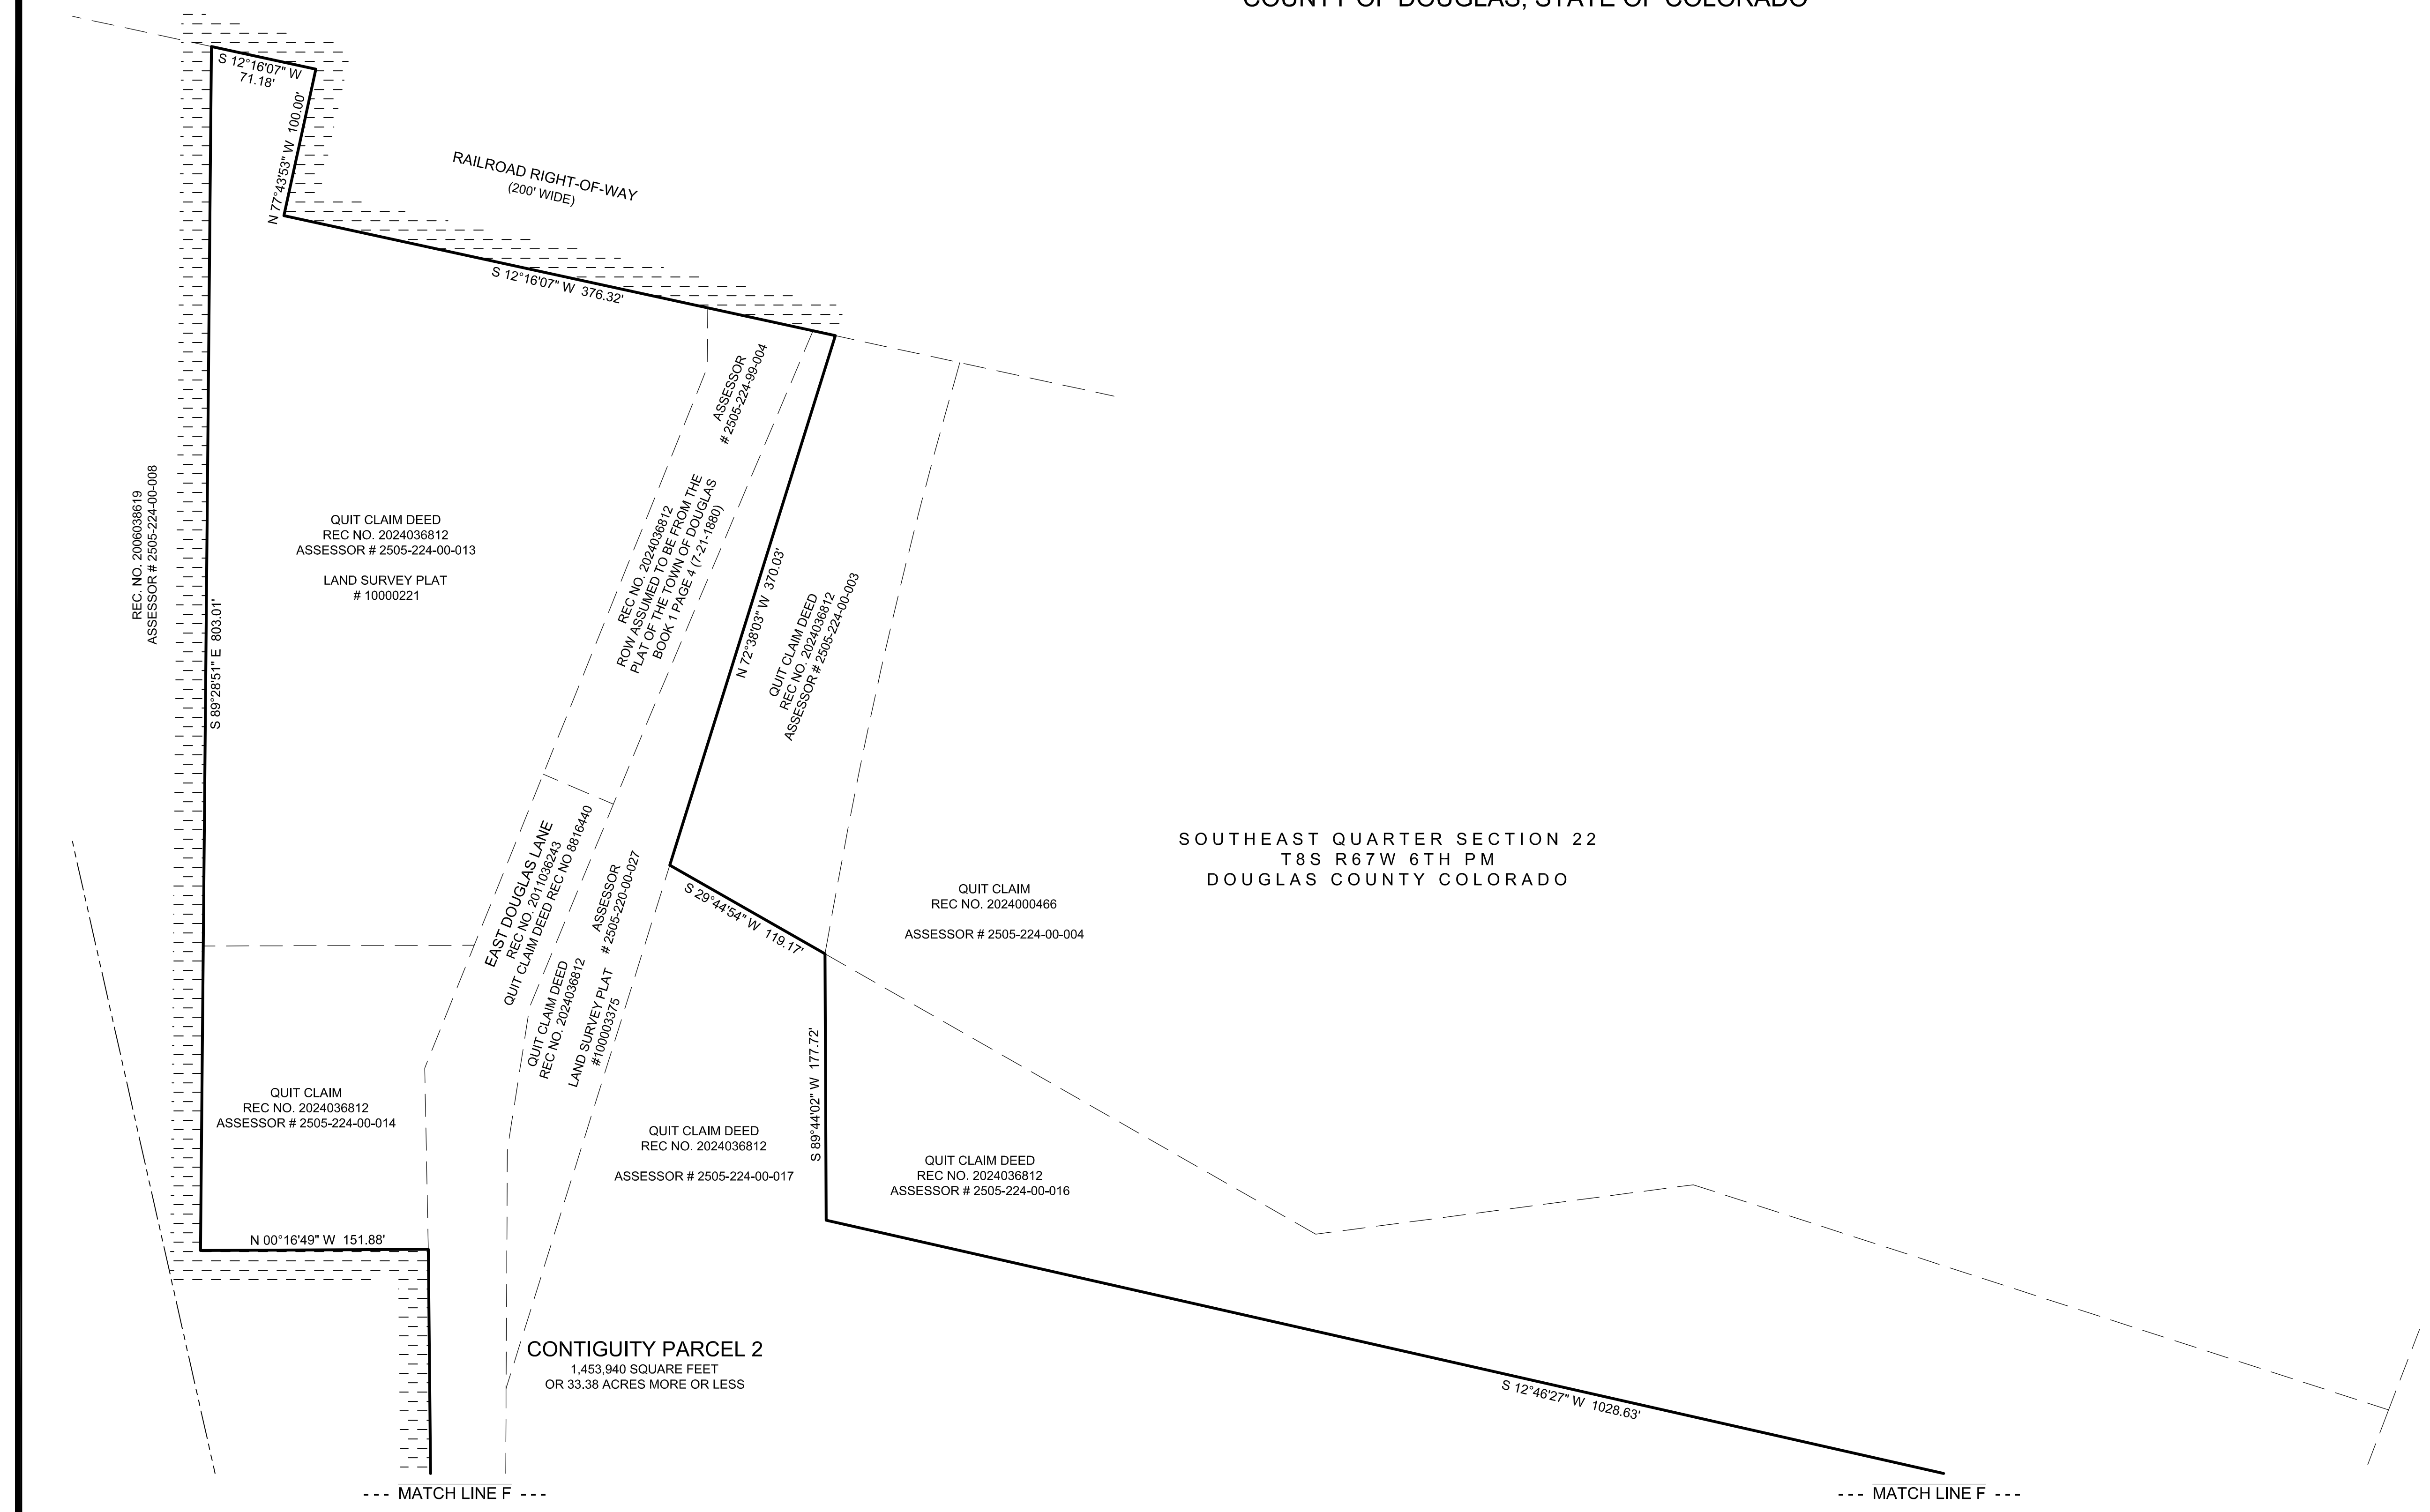 COUNTY OF DOUGLAS, STATE OF COLORADO
S 12°16'07" W
71.18'
N 77°43'53" W 100.00'
RAILROAD RIGHT-OF-WAY
(200' WIDE)
S 12°16'07" W 376.32'
ASSESSOR
# 2505-224-99-004
REC. NO. 2006038619
ASSESSOR # 2505-224-00-008
S 89°28'51" E 803.01'
QUIT CLAIM DEED
REC NO. 2024036812
ASSESSOR # 2505-224-00-013
LAND SURVEY PLAT
# 10000221
REC NO. 2024036812
ROW ASSUMED TO BE FROM THE
PLAT OF THE TOWN OF DOUGLAS
BOOK 1 PAGE 4 (7-21-1880)
N 72°38'03" W 370.03'
QUIT CLAIM DEED
REC NO. 2024036812
ASSESSOR # 2505-224-00-003
EAST DOUGLAS LANE
REC NO. 2011036243
QUIT CLAIM DEED REC NO 8816440
ASSESSOR
# 2505-220-00-027
S 29°44'54" W 119.17'
QUIT CLAIM
REC NO. 2024000466
ASSESSOR # 2505-224-00-004
SOUTHEAST QUARTER SECTION 22
T8S R67W 6TH PM
DOUGLAS COUNTY COLORADO
QUIT CLAIM DEED
REC NO. 2024036812
LAND SURVEY PLAT
#100003375
S 89°44'02" W 177.72'
QUIT CLAIM
REC NO. 2024036812
ASSESSOR # 2505-224-00-014
QUIT CLAIM DEED
REC NO. 2024036812
ASSESSOR # 2505-224-00-017
QUIT CLAIM DEED
REC NO. 2024036812
ASSESSOR # 2505-224-00-016
N 00°16'49" W 151.88'
CONTIGUITY PARCEL 2
1,453,940 SQUARE FEET
OR 33.38 ACRES MORE OR LESS
S 12°46'27" W 1028.63'
--- MATCH LINE F ---
--- MATCH LINE F ---